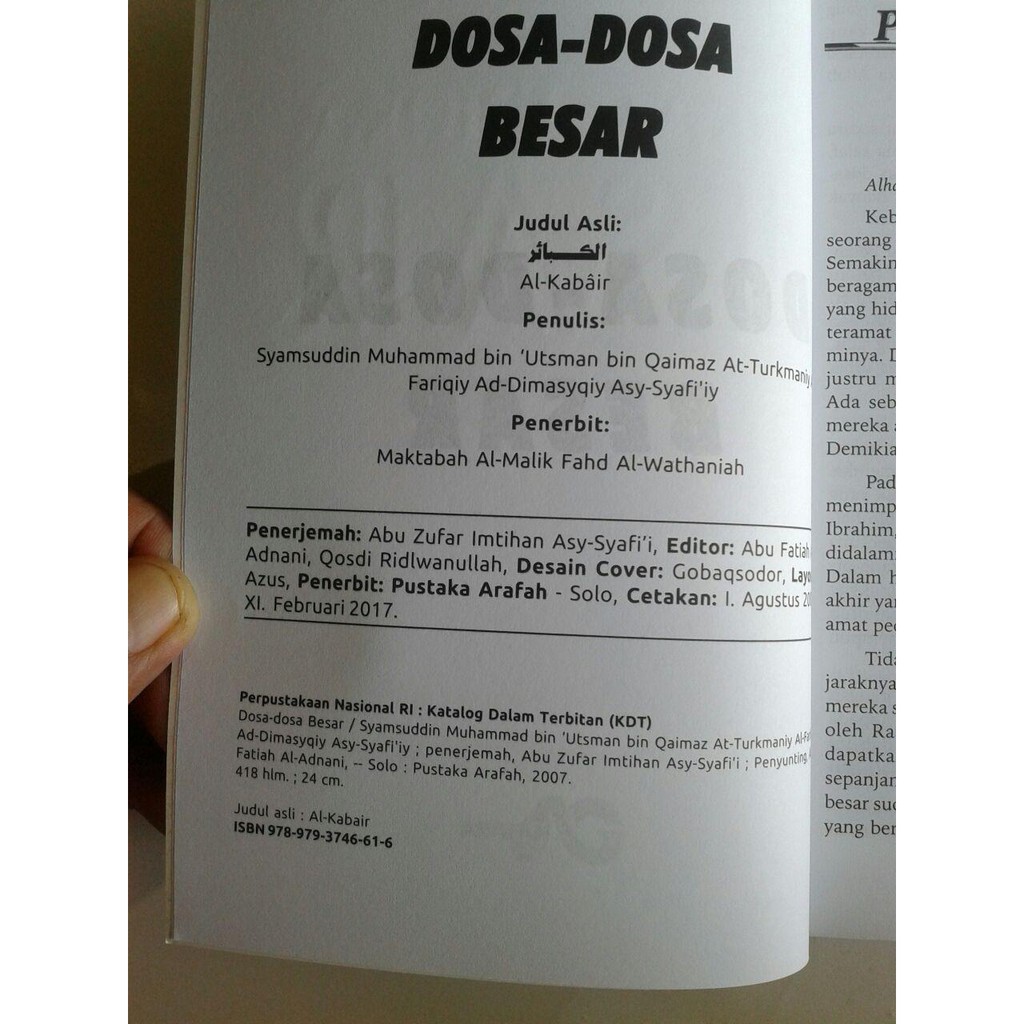 DOSA-DOSA
BESAR
Judul Asli:
الكبائر
Al-Kabâir
Penulis:
Syamsuddin Muhammad bin 'Utsman bin Qaimaz At-Turkmaniy
Fariqiy Ad-Dimasyqiy Asy-Syafi'iy
Penerbit:
Maktabah Al-Malik Fahd Al-Wathaniah
Penerjemah: Abu Zufar Imtihan Asy-Syafi'i, Editor: Abu Fatiah
Adnani, Qosdi Ridlwanullah, Desain Cover: Gobaqsodor,
Azus, Penerbit: Pustaka Arafah - Solo, Cetakan: I. Agustus
XI. Februari 2017.
Perpustakaan Nasional RI : Katalog Dalam Terbitan (KDT)
Dosa-dosa Besar / Syamsuddin Muhammad bin 'Utsman bin Qaimaz At-Turkmaniy
Ad-Dimasyqiy Asy-Syafi'iy ; penerjemah, Abu Zufar Imtihan Asy-Syafi'i ; Penyunting,
Fatiah Al-Adnani, -- Solo : Pustaka Arafah, 2007.
418 hlm. ; 24 cm.
Judul asli : Al-Kabair
ISBN 978-979-3746-61-6
P
Alha
Keb
seorang
Semakin
beragam
yang hid
teramat
minya. D
justru m
Ada seb
mereka
Demikia
Pad
menimp
Ibrahim,
didalam
Dalam h
akhir ya
amat pe
Tida
jaraknya
mereka s
oleh Ra
dapatka
sepanjan
besar su
yang ber